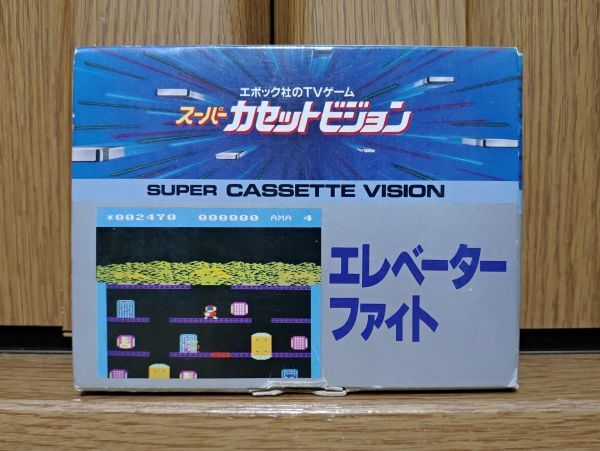 エポック社のTVゲーム
スーパー カセットビジョン
SUPER CASSETTE VISION
*002470 000000 AMA 4
エレベーター
ファイト